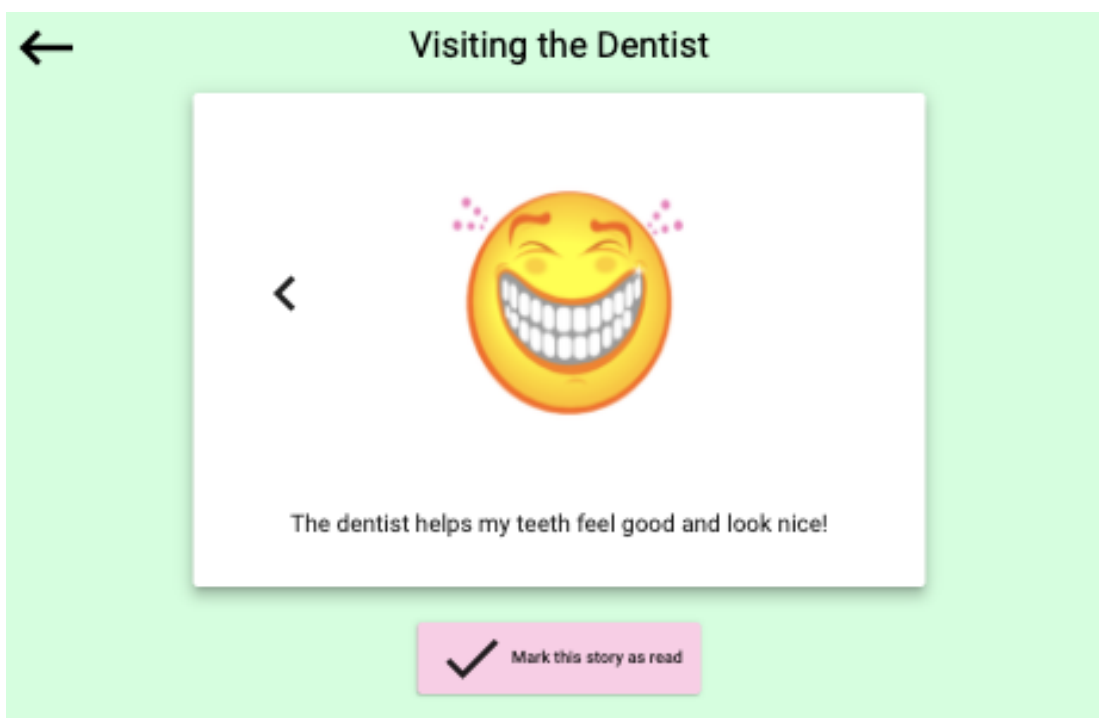 Visiting the Dentist
The dentist helps my teeth feel good and look nice!
Mark this story as read